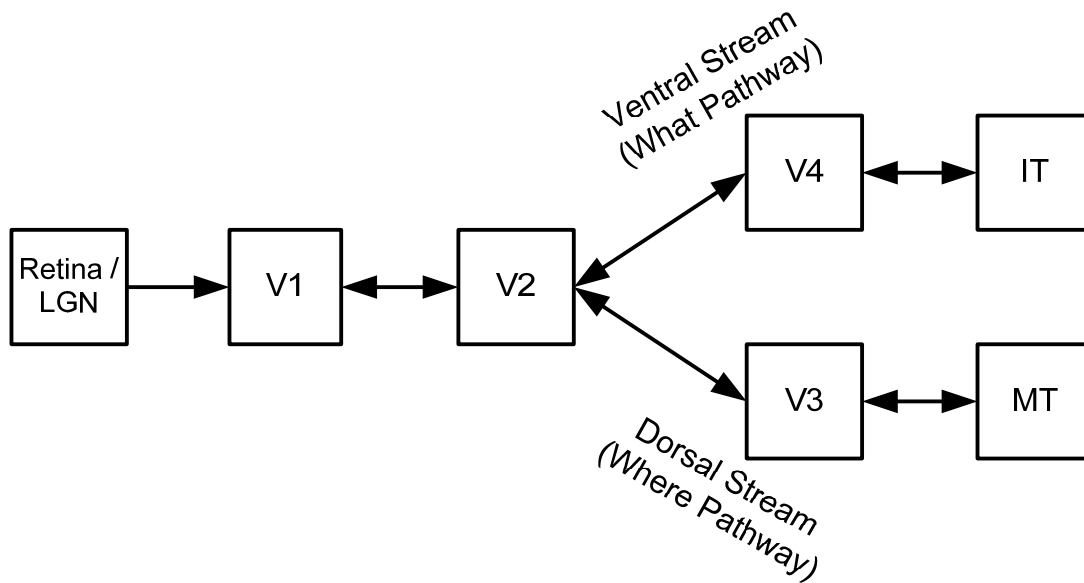 Ventral Stream
(What Pathway)
V4
IT
Retina /
LGN
V1
V2
V3
MT
Dorsal Stream
(Where Pathway)